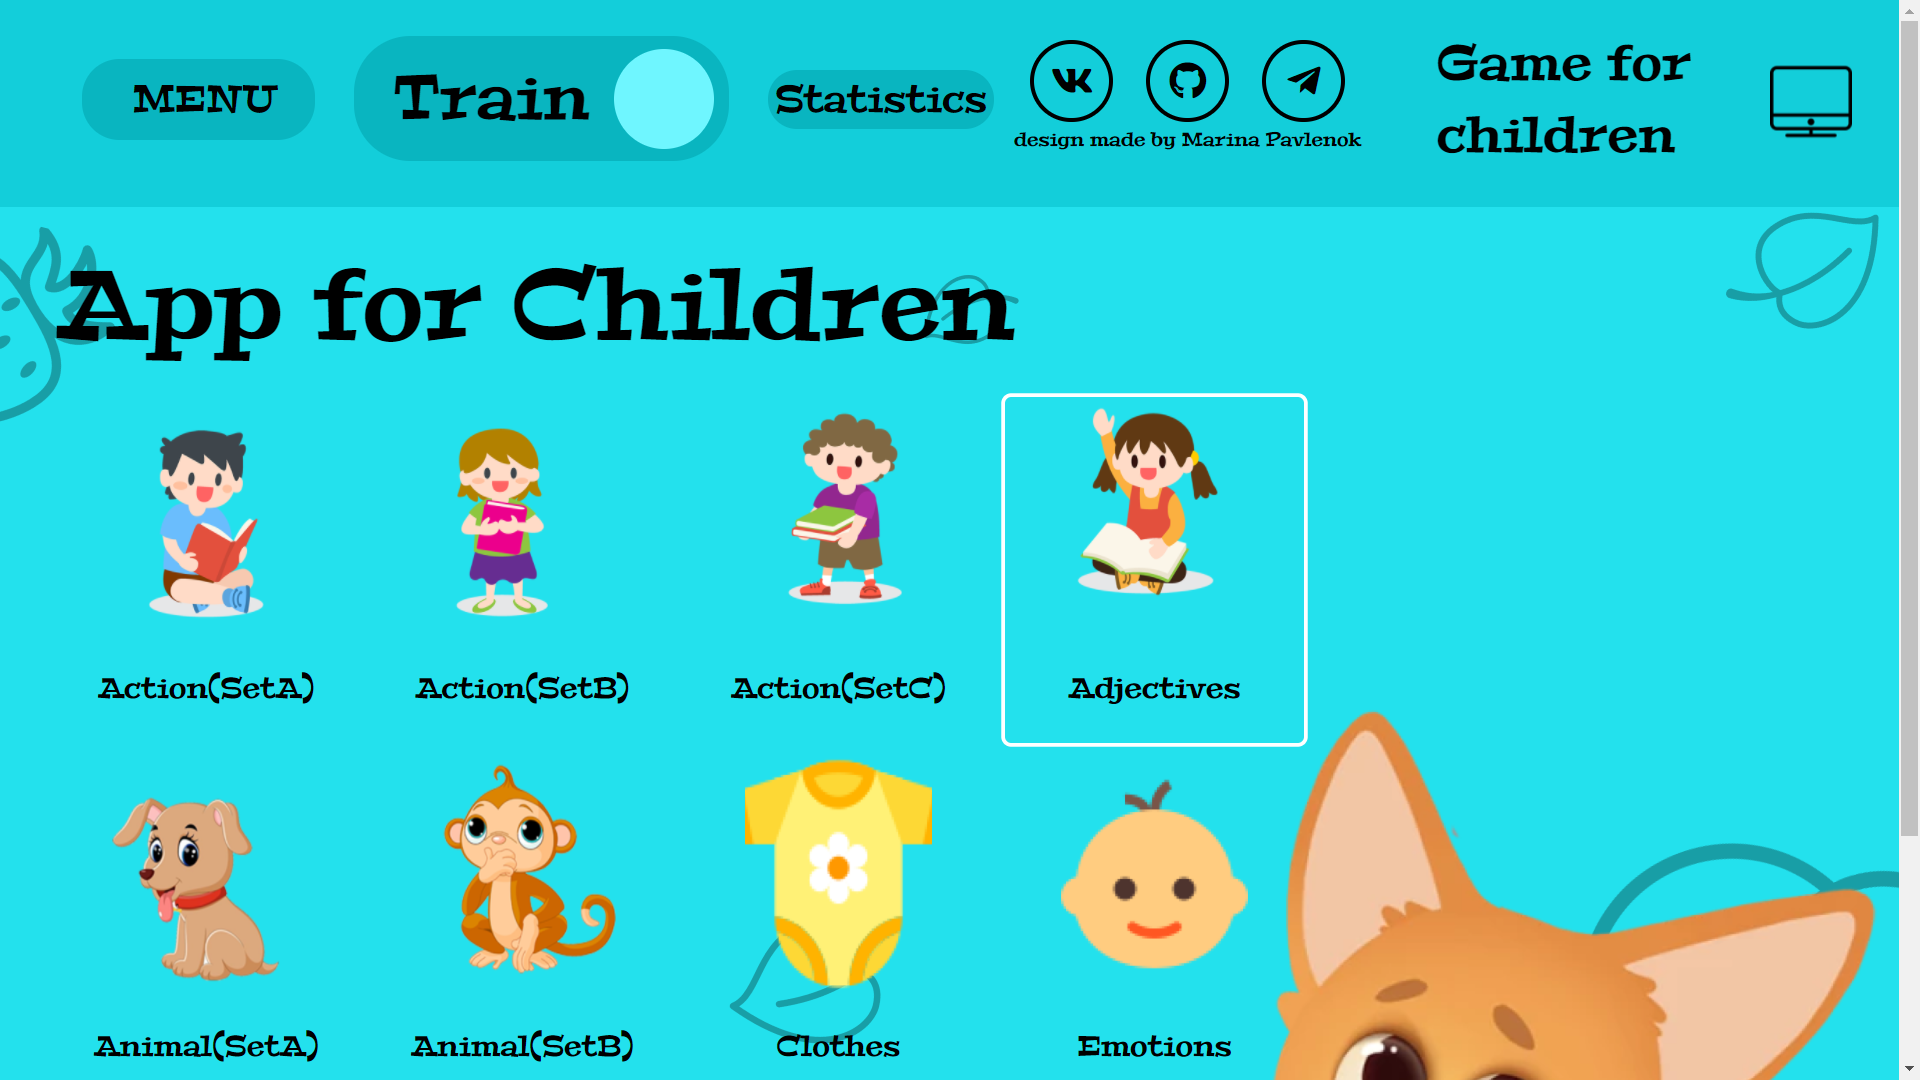 MENU
Train
Statistics
design made by Marina Pavlenok
Game for
children
App for Children
Action(SetA)
Action(SetB)
Action(SetC)
Adjectives
Animal(SetA)
Animal(SetB)
Clothes
Emotions